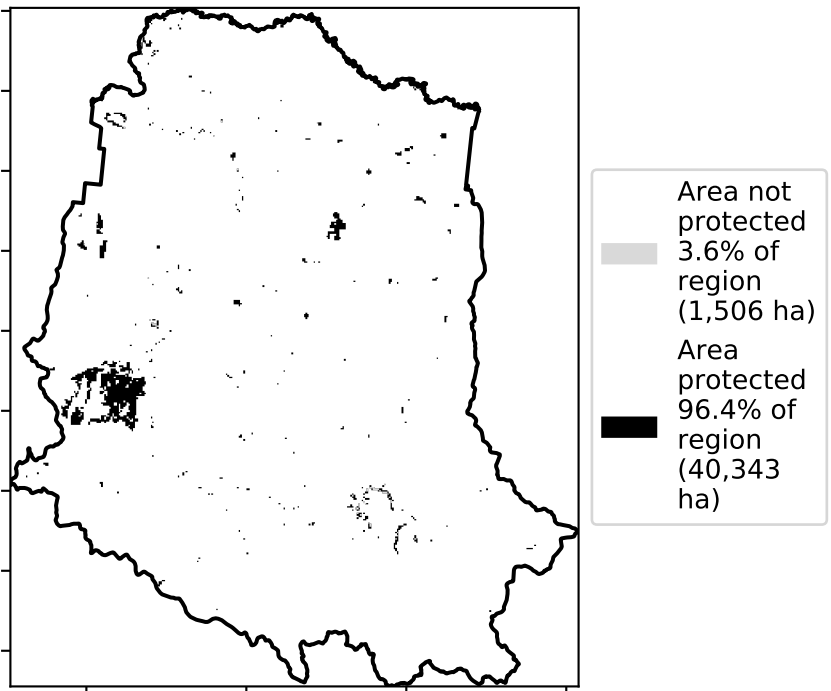 Area not
protected
3.6% of
region
(1,506 ha)
Area
protected
96.4% of
region
(40,343
ha)